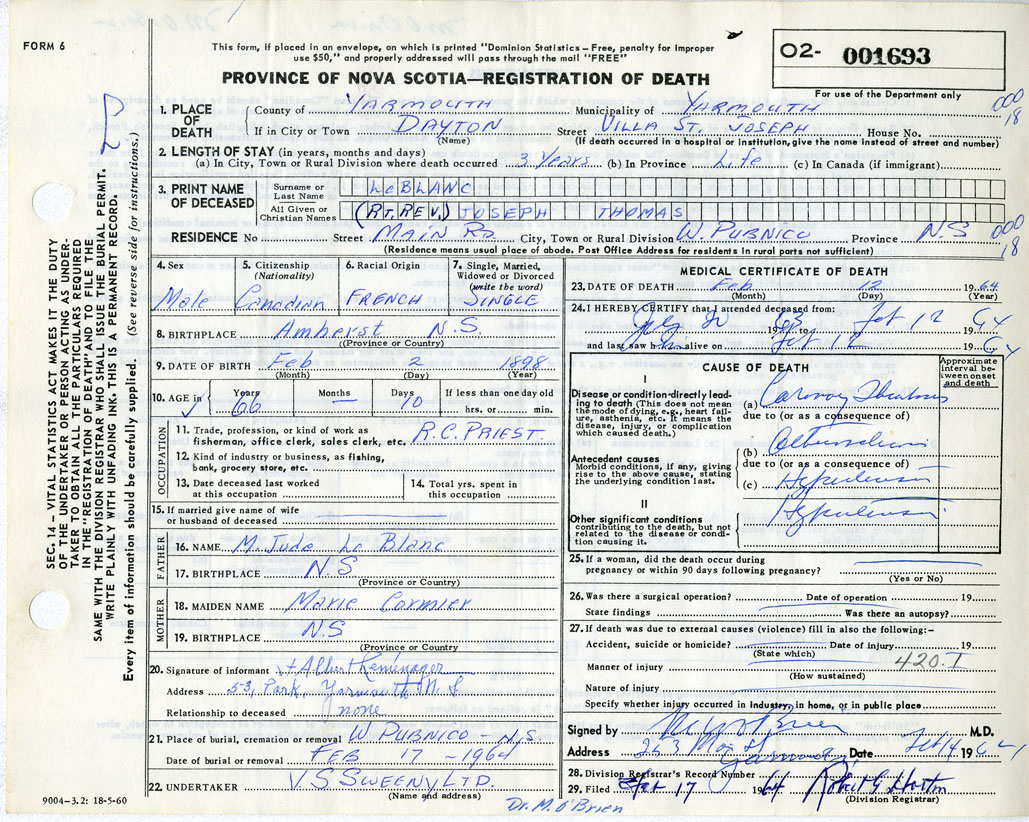 FORM 6
This form, if placed in an envelope, on which is printed "Dominion Statistics – Free, penalty for improper
use $50," and properly addressed will pass through the mail "FREE"
O2- 001693
PROVINCE OF NOVA SCOTIA—REGISTRATION OF DEATH
For use of the Department only
SEC. 14 – VITAL STATISTICS ACT MAKES IT THE DUTY
OF THE UNDERTAKER OR PERSON ACTING AS UNDER-
TAKER TO OBTAIN ALL THE PARTICULARS REQUIRED
IN THE "REGISTRATION OF DEATH" AND TO FILE THE
SAME WITH THE DIVISION REGISTRAR WHO SHALL ISSUE THE BURIAL PERMIT.
WRITE PLAINLY WITH UNFADING INK. THIS IS A PERMANENT RECORD.
Every item of information should be carefully supplied. (See reverse side for instructions.)
1. PLACE OF DEATH County of YARMOUTH Municipality of YARMOUTH 000 18
If in City or Town DAYTON Street VILLA ST. JOSEPH House No.
(Name) (If death occurred in a hospital or institution, give the name instead of street and number)
2. LENGTH OF STAY (in years, months and days)
(a) In City, Town or Rural Division where death occurred 3 Years (b) In Province Life (c) In Canada (if immigrant)
3. PRINT NAME OF DECEASED Surname or Last Name LeBLANC
All Given or Christian Names (RT. REV.) JOSEPH THOMAS
RESIDENCE No Street MAIN RD City, Town or Rural Division W. PUBNICO Province N.S 000 18
(Residence means usual place of abode. Post Office Address for residents in rural parts not sufficient)
4. Sex Male
5. Citizenship (Nationality) Canadian
6. Racial Origin FRENCH
7. Single, Married, Widowed or Divorced (write the word) SINGLE
8. BIRTHPLACE Amherst N.S.
(Province or Country)
9. DATE OF BIRTH Feb 2 1898
(Month) (Day) (Year)
10. AGE Years 66 Months — Days 10 If less than one day old hrs. or min.
OCCUPATION
11. Trade, profession, or kind of work as
fisherman, office clerk, sales clerk, etc. R.C. PRIEST.
12. Kind of industry or business, as fishing,
bank, grocery store, etc.
13. Date deceased last worked
at this occupation
14. Total yrs. spent in
this occupation
15. If married give name of wife
or husband of deceased
FATHER
16. NAME M. Jude Le Blanc
17. BIRTHPLACE N.S
(Province or Country)
MOTHER
18. MAIDEN NAME Marie Cormier
19. BIRTHPLACE N.S
(Province or Country
20. Signature of informant Albert
Address 53, Park, Yarmouth N.S
Relationship to deceased none
21. Place of burial, cremation or removal W PUBNICO – N.S.
Date of burial or removal FEB 17 – 1964
22. UNDERTAKER V.S SWEENY LTD.
(Name and address)
9004–3.2: 18-5-60
Dr. M. O'BRIEN
MEDICAL CERTIFICATE OF DEATH
23. DATE OF DEATH Feb 12 1964
(Month) (Day) (Year)
24. I HEREBY CERTIFY that I attended deceased from:
63 19 to Feb 12 64
and last saw h alive on Feb 12 1964
CAUSE OF DEATH
Approximate interval between onset and death
I
Disease or condition directly leading to death (This does not mean the mode of dying, e.g., heart failure, asthenia, etc. It means the disease, injury, or complication which caused death.)
(a) Coronary Thrombosis
due to (or as a consequence of)
(b)
due to (or as a consequence of)
Antecedent causes
Morbid conditions, if any, giving rise to the above cause, stating the underlying condition last.
(c) Hypertension
II
Other significant conditions contributing to the death, but not related to the disease or condition causing it.
Hypertension
25. If a woman, did the death occur during
pregnancy or within 90 days following pregnancy?
(Yes or No)
26. Was there a surgical operation? Date of operation 19
State findings Was there an autopsy?
27. If death was due to external causes (violence) fill in also the following:–
Accident, suicide or homicide? Date of injury 19
(State which) 420.1
Manner of injury
(How sustained)
Nature of injury
Specify whether injury occurred in industry, in home, or in public place
Signed by M.D.
Address 263 Main St Yarmouth Date Feb 14 1964
28. Division Registrar's Record Number
29. Filed Feb 17 1964 Robert G Horton
(Division Registrar)